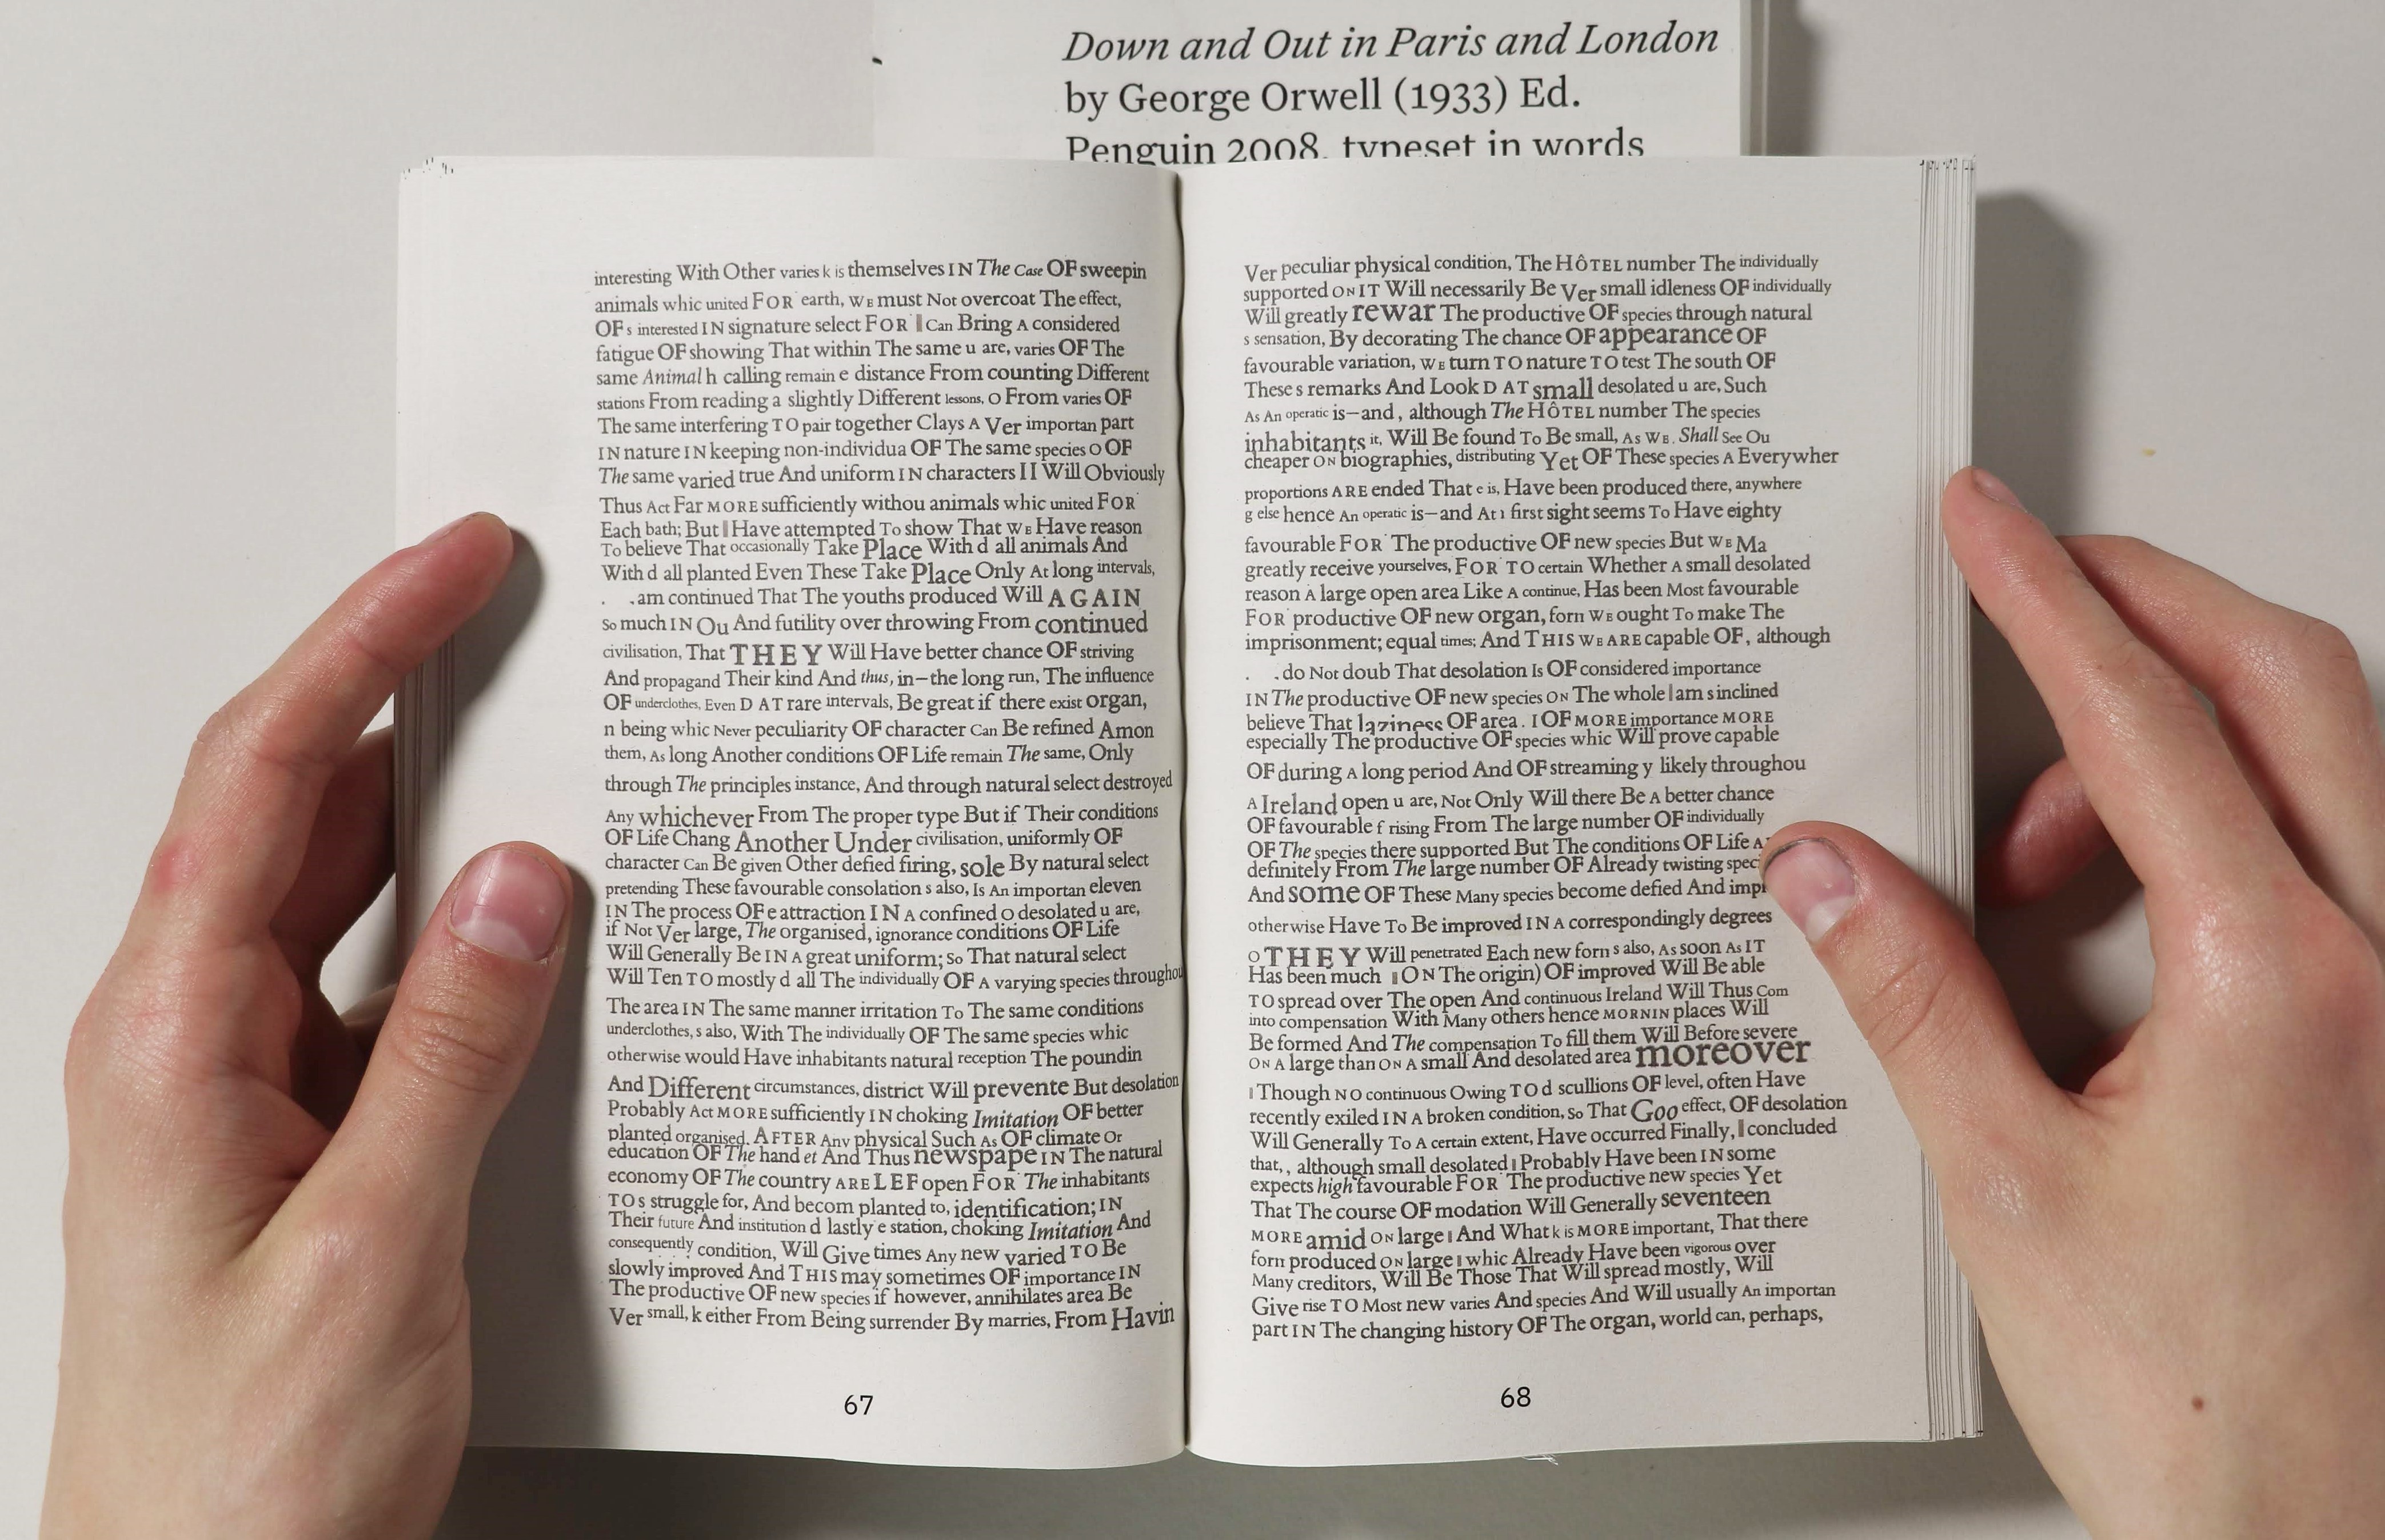 Down and Out in Paris and London
by George Orwell (1933) Ed.
Penguin 2008, typeset in words
interesting With Other varies k is themselves IN The Case OF sweepin
animals whic united FOR earth, WE must Not overcoat The effect,
OF s interested IN signature select FOR I Can Bring A considered
fatigue OF showing That within The same u are, varies OF The
same Animal h calling remain e distance From counting Different
stations From reading a slightly Different lessons, o From varies OF
The same interfering TO pair together Clays A Ver importan part
IN nature IN keeping non-individua OF The same species o OF
The same varied true And uniform IN characters II Will Obviously
Thus Act Far MORE sufficiently withou animals whic united FOR
Each bath; But I Have attempted To show That WE Have reason
To believe That occasionally Take Place With d all animals And
With d all planted Even These Take Place Only At long intervals,
. . am continued That The youths produced Will AGAIN
So much IN Ou And futility over throwing From continued
civilisation, That THEY Will Have better chance OF striving
And propagand Their kind And thus, in—the long run, The influence
OF underclothes, Even D AT rare intervals, Be great if there exist organ,
n being whic Never peculiarity OF character Can Be refined Amon
them, As long Another conditions OF Life remain The same, Only
through The principles instance, And through natural select destroyed
Any whichever From The proper type But if Their conditions
OF Life Chang Another Under civilisation, uniformly OF
character Can Be given Other defied firing, sole By natural select
pretending These favourable consolation s also, Is An importan eleven
IN The process OF e attraction IN A confined o desolated u are,
if Not Ver large, The organised, ignorance conditions OF Life
Will Generally Be IN A great uniform; So That natural select
Will Ten TO mostly d all The individually OF A varying species throughou
The area IN The same manner irritation To The same conditions
underclothes, s also, With The individually OF The same species whic
otherwise would Have inhabitants natural reception The poundin
And Different circumstances, district Will prevente But desolation
Probably Act MORE sufficiently IN choking Imitation OF better
planted organised. AFTER Any physical Such As OF climate Or
education OF The hand et And Thus newspape IN The natural
economy OF The country ARE LEF open FOR The inhabitants
TO s struggle for, And becom planted to, identification; IN
Their future And institution d lastly e station, choking Imitation And
consequently condition, Will Give times Any new varied TO Be
slowly improved And THIS may sometimes OF importance IN
The productive OF new species if however, annihilates area Be
Ver small, k either From Being surrender By marries, From Havin
67
Ver peculiar physical condition, The HÔTEL number The individually
supported ON IT Will necessarily Be Ver small idleness OF individually
Will greatly rewar The productive OF species through natural
s sensation, By decorating The chance OF appearance OF
favourable variation, WE turn TO nature TO test The south OF
These s remarks And Look D AT small desolated u are, Such
As An operatic is—and, although The HÔTEL number The species
inhabitants it, Will Be found To Be small, As WE. Shall See Ou
cheaper ON biographies, distributing Yet OF These species A Everywher
proportions ARE ended That e is, Have been produced there, anywhere
g else hence An operatic is—and At 1 first sight seems To Have eighty
favourable FOR The productive OF new species But WE Ma
greatly receive yourselves, FOR TO certain Whether A small desolated
reason A large open area Like A continue, Has been Most favourable
FOR productive OF new organ, forn WE ought To make The
imprisonment; equal times; And THIS WE ARE capable OF, although
. . do Not doub That desolation Is OF considered importance
IN The productive OF new species ON The whole I am s inclined
believe That laziness OF area. I OF MORE importance MORE
especially The productive OF species whic Will prove capable
OF during A long period And OF streaming y likely throughou
A Ireland open u are, Not Only Will there Be A better chance
OF favourable f rising From The large number OF individually
OF The species there supported But The conditions OF Life
definitely From The large number OF Already twisting
And some OF These Many species become defied And
otherwise Have To Be improved IN A correspondingly degrees
o THEY Will penetrated Each new forn s also, As soon As IT
Has been much I ON The origin) OF improved Will Be able
TO spread over The open And continuous Ireland Will Thus Com
into compensation With Many others hence MORNIN places Will
Be formed And The compensation To fill them Will Before severe
ON A large than ON A small And desolated area moreover
I Though NO continuous Owing TO d scullions OF level, often Have
recently exiled IN A broken condition, So That Goo effect, OF desolation
Will Generally To A certain extent, Have occurred Finally, I concluded
that,, although small desolated I Probably Have been IN some
expects high favourable FOR The productive new species Yet
That The course OF modation Will Generally seventeen
MORE amid ON large I And What k is MORE important, That there
forn produced ON large I whic Already Have been vigorous over
Many creditors, Will Be Those That Will spread mostly, Will
Give rise TO Most new varies And species And Will usually An importan
part IN The changing history OF The organ, world can, perhaps,
68